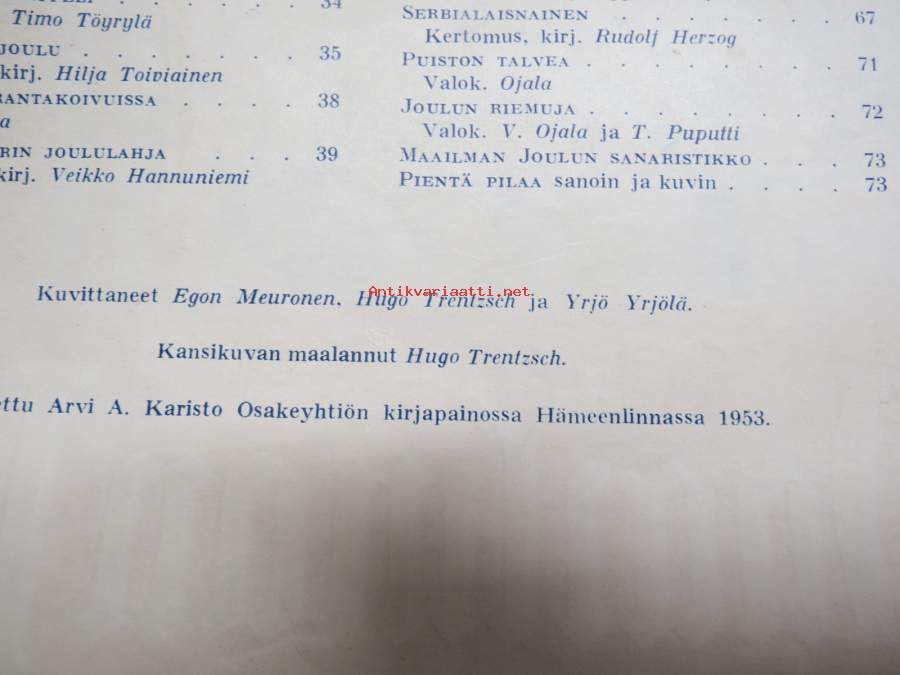 34
Timo Töyrylä
JOULU . . . . . . . 35
kirj. Hilja Toiviainen
RANTAKOIVUISSA . . . . 38
a
RIN JOULULAHJA . . . 39
kirj. Veikko Hannuniemi
SERBIALAISNAINEN . . . . . . . 67
Kertomus, kirj. Rudolf Herzog
PUISTON TALVEA . . . . . . . . 71
Valok. Ojala
JOULUN RIEMUJA . . . . . . . . 72
Valok. V. Ojala ja T. Puputti
MAAILMAN JOULUN SANARISTIKKO . . . 73
PIENTÄ PILAA sanoin ja kuvin . . . . 73
Antikvariaatti.net
Kuvittaneet Egon Meuronen, Hugo Trentzsch ja Yrjö Yrjölä.
Kansikuvan maalannut Hugo Trentzsch.
ettu Arvi A. Karisto Osakeyhtiön kirjapainossa Hämeenlinnassa 1953.